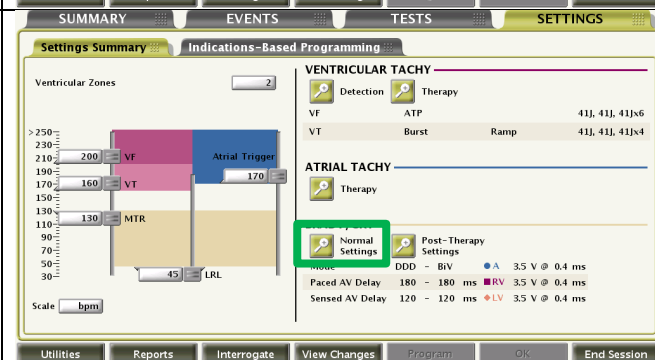 SUMMARY EVENTS TESTS SETTINGS
Settings Summary Indications-Based Programming
Ventricular Zones 2
>250
230
210
190
170
150
130
110
90
70
50
30
200 VF
160 VT
130 MTR
Atrial Trigger
170
45 LRL
Scale bpm
VENTRICULAR TACHY
Detection Therapy
VF ATP 41J, 41J, 41Jx6
VT Burst Ramp 41J, 41J, 41Jx4
ATRIAL TACHY
Therapy
Normal Settings
Post-Therapy Settings
Mode DDD - BiV A 3.5 V @ 0.4 ms
Paced AV Delay 180 - 180 ms RV 3.5 V @ 0.4 ms
Sensed AV Delay 120 - 120 ms LV 3.5 V @ 0.4 ms
Utilities Reports Interrogate View Changes Program OK End Session